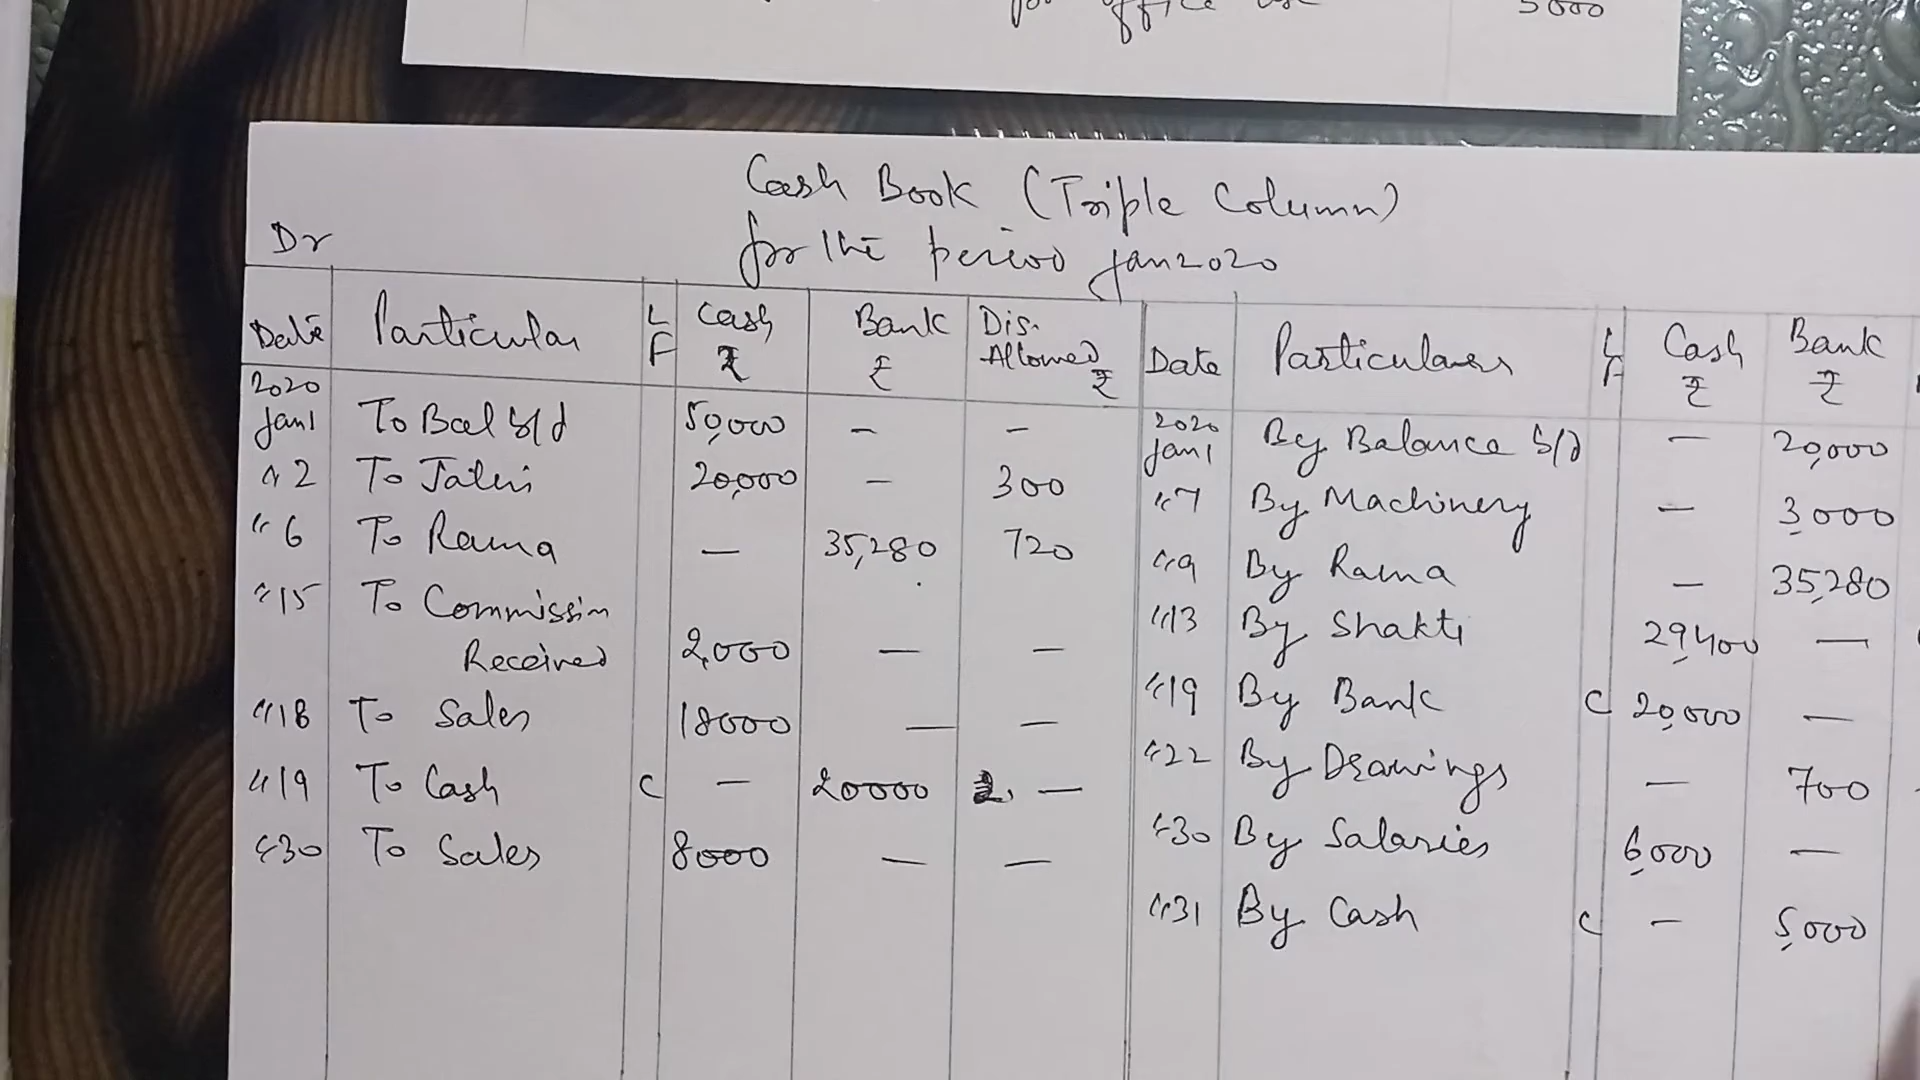 for office use 5000
Cash Book (Triple Column)
for the period Jan 2020
Dr
Date Particular L F Cash ₹ Bank ₹ Dis. Allowed ₹ Date Particulars L F Cash ₹ Bank ₹
2020 Jan 1 To Bal b/d 50,000 — — 2020 Jan 1 By Balance b/d — 20,000
" 2 To Jatin 20,000 — 300 " 7 By Machinery — 3,000
" 6 To Rama — 35,280 720 " 9 By Rama — 35,280
" 15 To Commission Received 2,000 — — " 13 By Shakti 29,400 —
" 18 To Sales 18000 — — " 19 By Bank C 20,000 —
" 19 To Cash C — 20000 — " 22 By Drawings — 700
" 30 To Sales 8000 — — " 30 By Salaries 6,000 —
" 31 By Cash C — 5,000